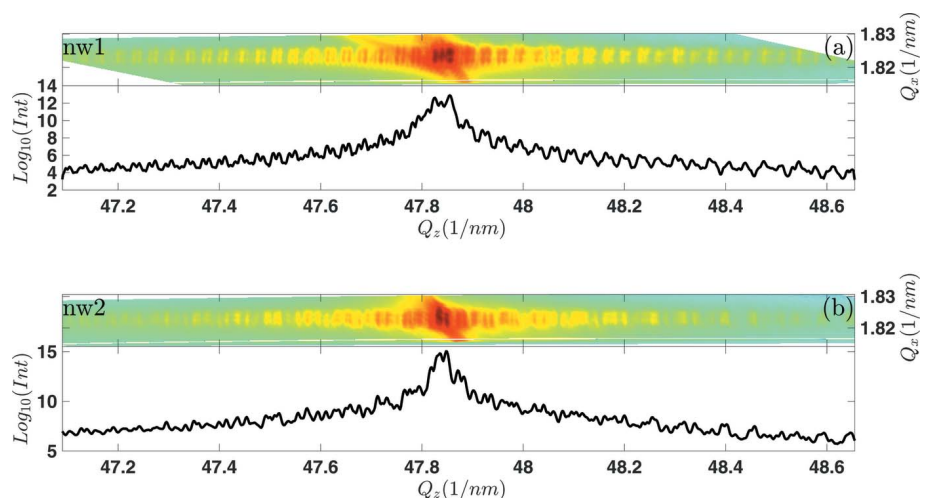 nw1
(a)
1.83
1.82
Q_x(1/nm)
14
12
10
8
6
4
2
Log_10(Int)
47.2 47.4 47.6 47.8 48 48.2 48.4 48.6
Q_z(1/nm)
nw2
(b)
1.83
1.82
Q_x(1/nm)
15
10
5
Log_10(Int)
47.2 47.4 47.6 47.8 48 48.2 48.4 48.6
Q_z(1/nm)